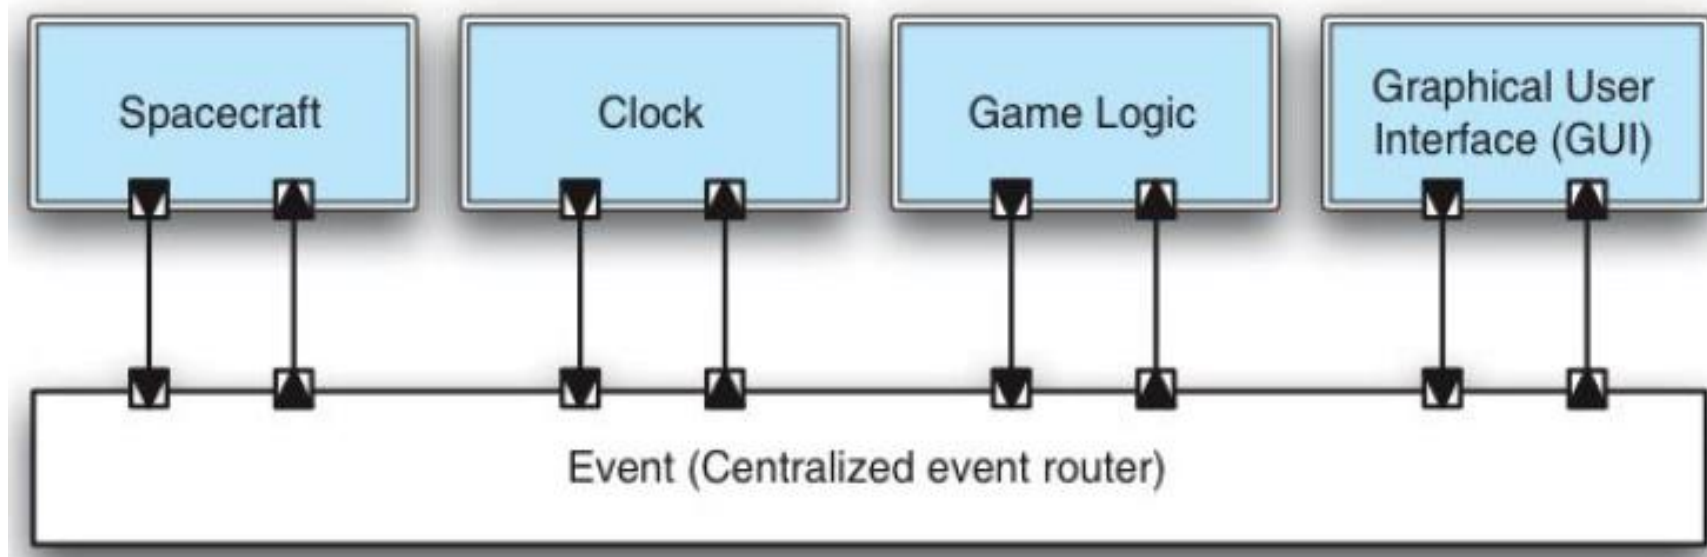 Spacecraft
Clock
Game Logic
Graphical User
Interface (GUI)
Event (Centralized event router)